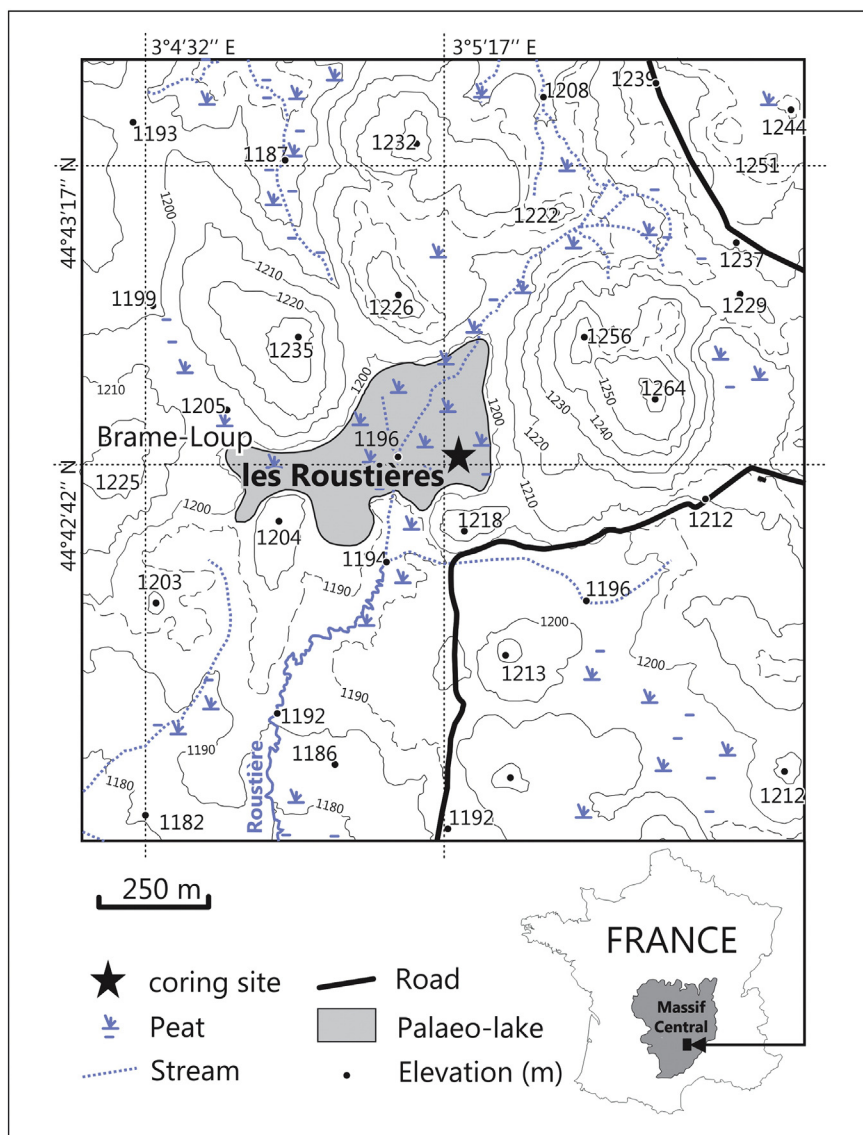 3°4'32'' E
3°5'17'' E
1239
1208
1244
1193
1232
1187
1251
44°43'17'' N
1200
1222
1237
1210
1199
1220
1226
1229
1235
1256
1250
1264
1200
1210
1230
1240
1205
1200
1220
Brame-Loup
1196
les Roustières
1225
44°42'42'' N
1210
1200
1212
1218
1204
1194
1203
1190
1196
1200
1213
1200
1190
1192
1190
1186
Roustière
1180
1180
1212
1182
1192
250 m
coring site
Peat
Stream
Road
Palaeo-lake
Elevation (m)
FRANCE
Massif
Central